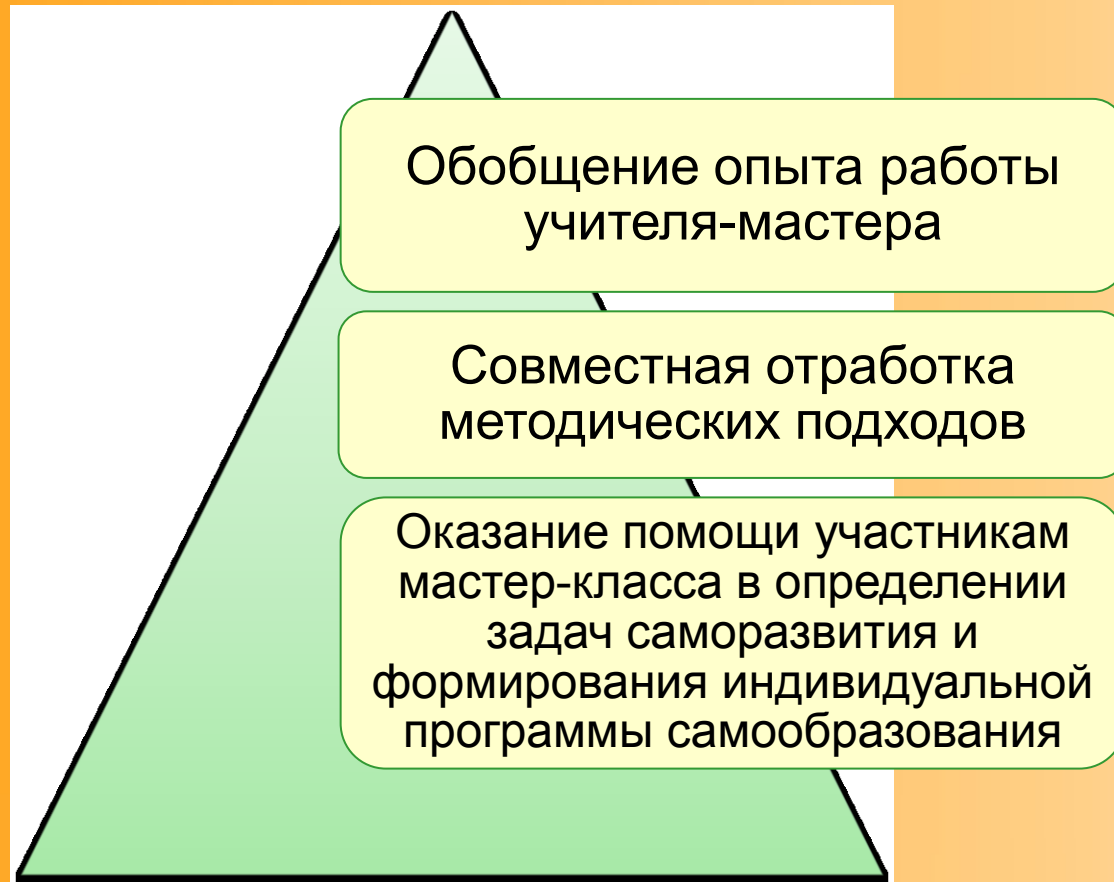 Обобщение опыта работы
учителя-мастера
Совместная отработка
методических подходов
Оказание помощи участникам
мастер-класса в определении
задач саморазвития и
формирования индивидуальной
программы самообразования